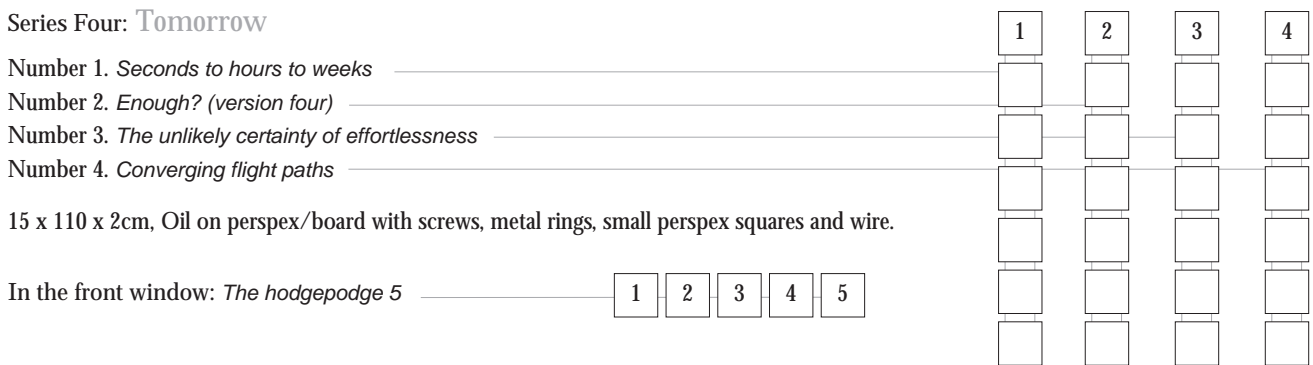 Series Four: Tomorrow
1 2 3 4
Number 1. Seconds to hours to weeks
Number 2. Enough? (version four)
Number 3. The unlikely certainty of effortlessness
Number 4. Converging flight paths
15 x 110 x 2cm, Oil on perspex/board with screws, metal rings, small perspex squares and wire.
In the front window: The hodgepodge 5
1 2 3 4 5